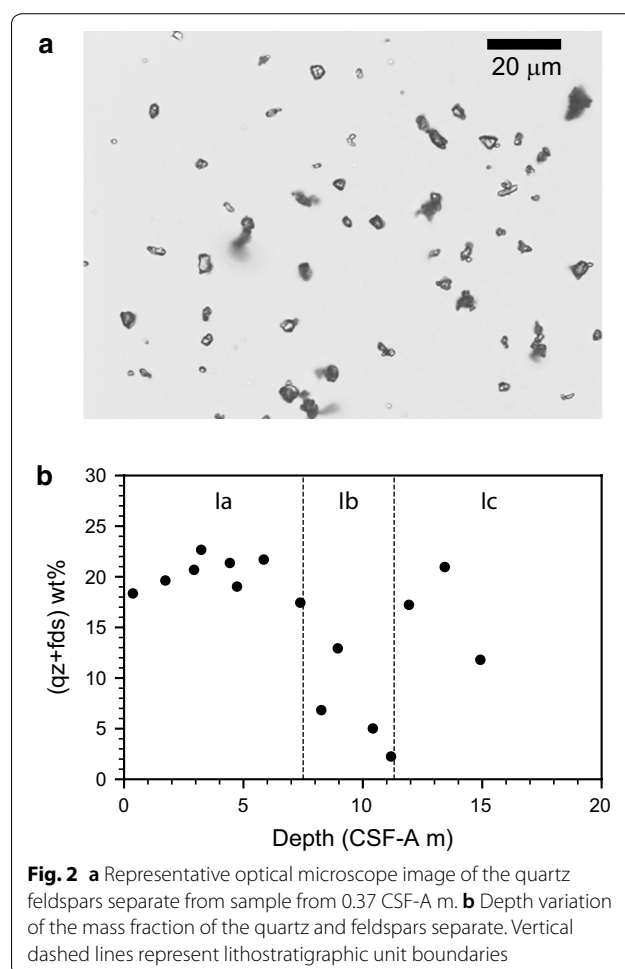 a
20 μm
b
30
25
20
15
10
5
0
(qz+fds) wt%
Ia
Ib
Ic
0
5
10
15
20
Depth (CSF-A m)
Fig. 2 a Representative optical microscope image of the quartz
feldspars separate from sample from 0.37 CSF-A m. b Depth variation
of the mass fraction of the quartz and feldspars separate. Vertical
dashed lines represent lithostratigraphic unit boundaries